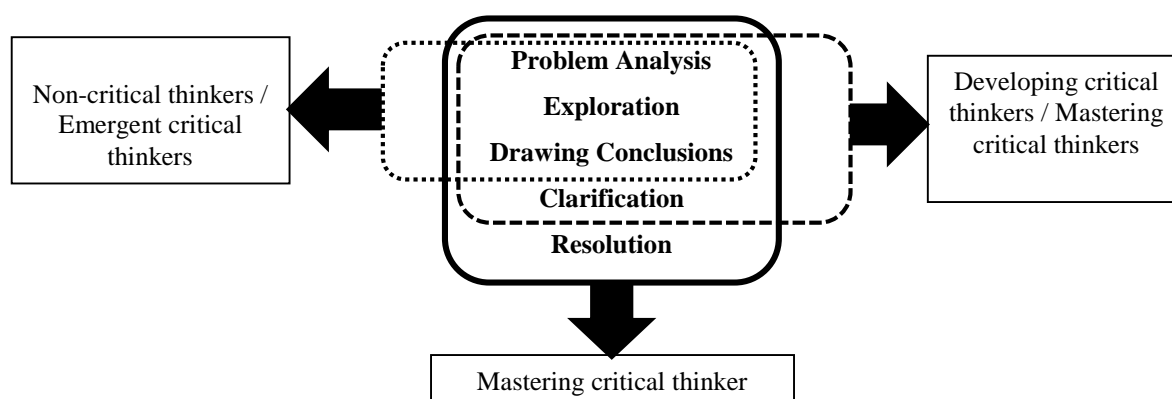 Non-critical thinkers /
Emergent critical
thinkers
Problem Analysis
Exploration
Drawing Conclusions
Clarification
Resolution
Developing critical
thinkers / Mastering
critical thinkers
Mastering critical thinker